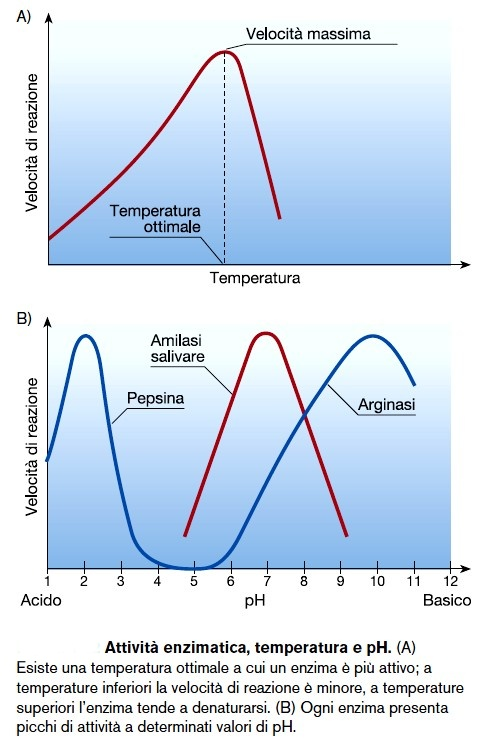 A)
Velocità massima
Velocità di reazione
Temperatura
ottimale
Temperatura
B)
Amilasi
salivare
Pepsina
Arginasi
Velocità di reazione
1 2 3 4 5 6 7 8 9 10 11 12
Acido pH Basico
Attività enzimatica, temperatura e pH. (A)
Esiste una temperatura ottimale a cui un enzima è più attivo; a
temperature inferiori la velocità di reazione è minore, a temperature
superiori l’enzima tende a denaturarsi. (B) Ogni enzima presenta
picchi di attività a determinati valori di pH.